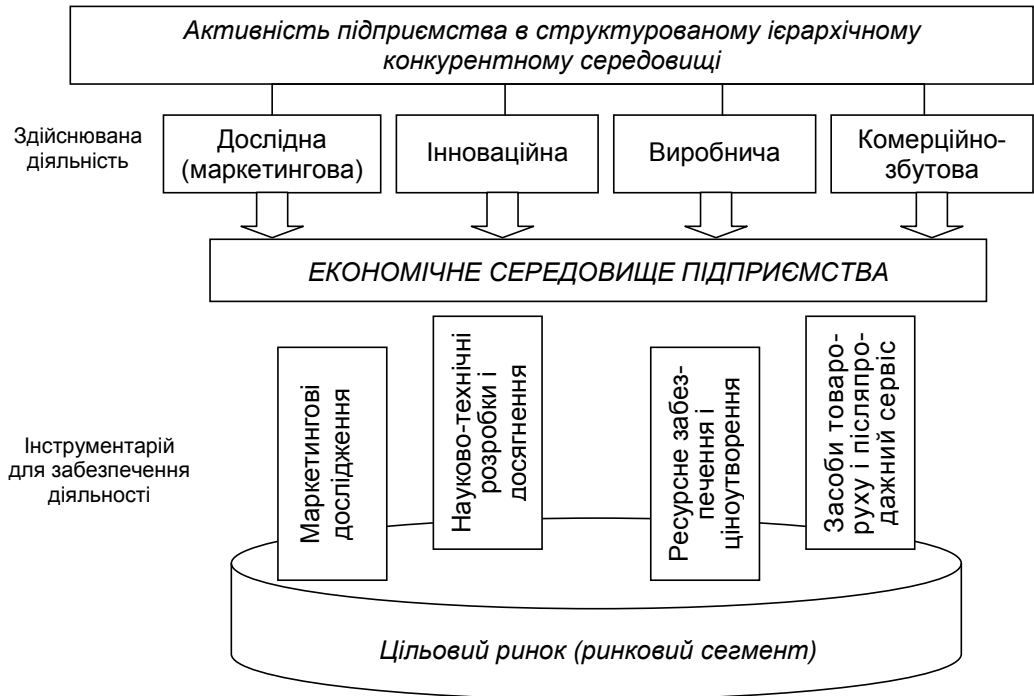 Активність підприємства в структурованому ієрархічному
конкурентному середовищі
Здійснювана
діяльність
Дослідна
(маркетингова)
Інноваційна
Виробнича
Комерційно-
збутова
ЕКОНОМІЧНЕ СЕРЕДОВИЩЕ ПІДПРИЄМСТВА
Інструментарій
для забезпечення
діяльності
Маркетингові
дослідження
Науково-технічні
розробки і
досягнення
Ресурсне забез-
печення і
ціноутворення
Засоби товаро-
руху і післяпро-
дажний сервіс
Цільовий ринок (ринковий сегмент)